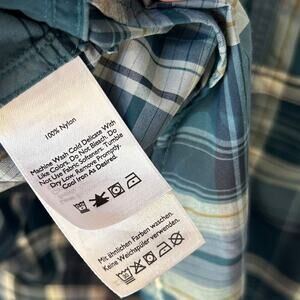 100% Nylon
Machine Wash Cold Delicate With
Like Colors. Do Not Bleach. Do
Not Use Fabric Softeners. Tumble
Dry Low. Remove Promptly.
Cool Iron As Desired.
Mit ähnlichen Farben waschen.
Keine Weichspüler verwenden.